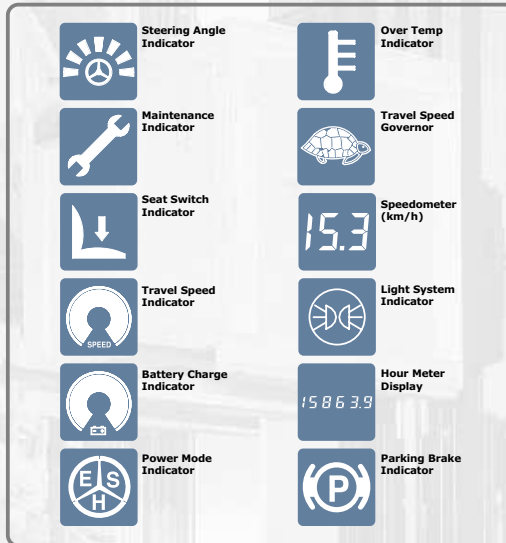 Steering Angle
Indicator
Over Temp
Indicator
Maintenance
Indicator
Travel Speed
Governor
Seat Switch
Indicator
15.3
Speedometer
(km/h)
SPEED
Travel Speed
Indicator
Light System
Indicator
Battery Charge
Indicator
15863.9
Hour Meter
Display
E S
H
Power Mode
Indicator
P
Parking Brake
Indicator